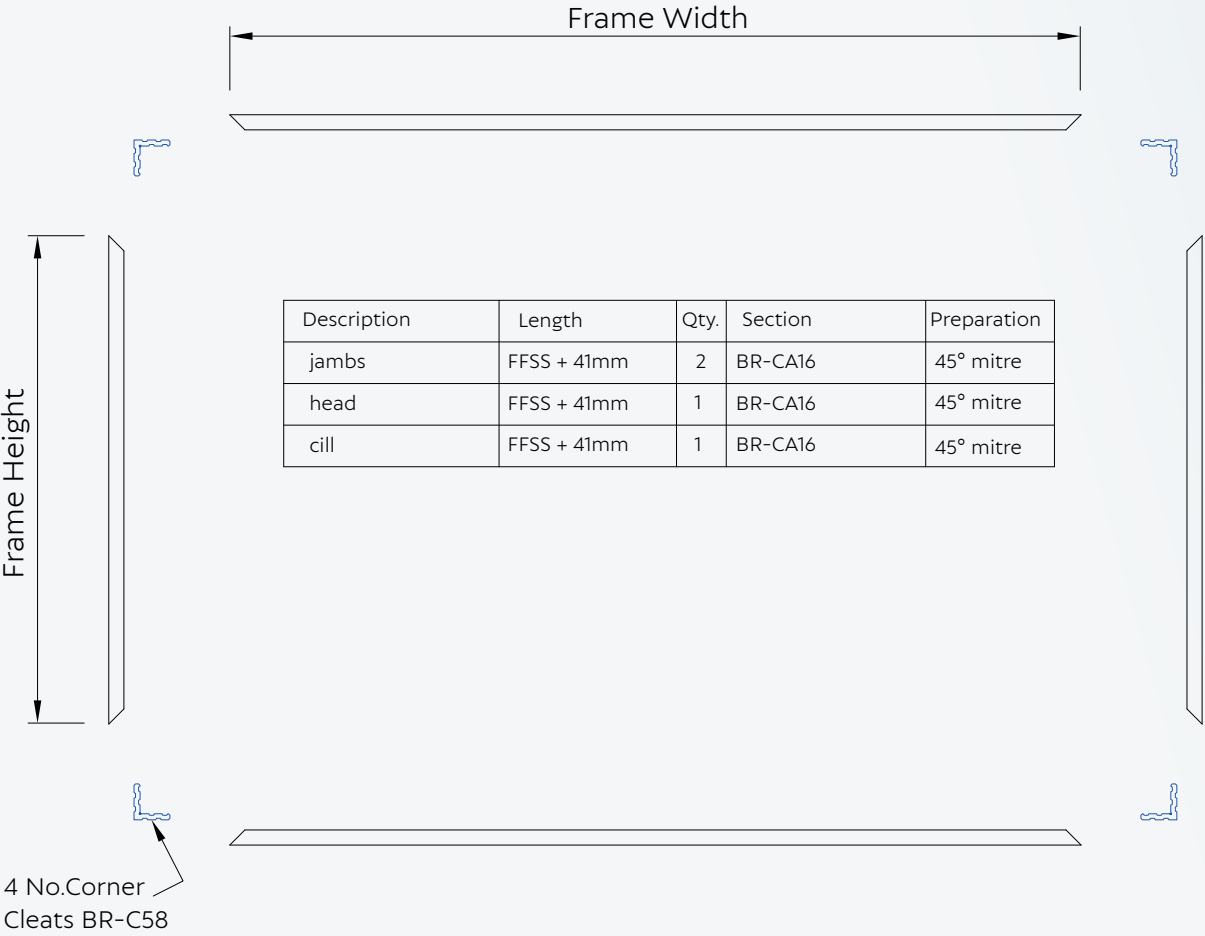 Frame Width
Description Length Qty. Section Preparation
jambs FFSS + 41mm 2 BR-CA16 45° mitre
head FFSS + 41mm 1 BR-CA16 45° mitre
cill FFSS + 41mm 1 BR-CA16 45° mitre
Frame Height
4 No.Corner
Cleats BR-C58